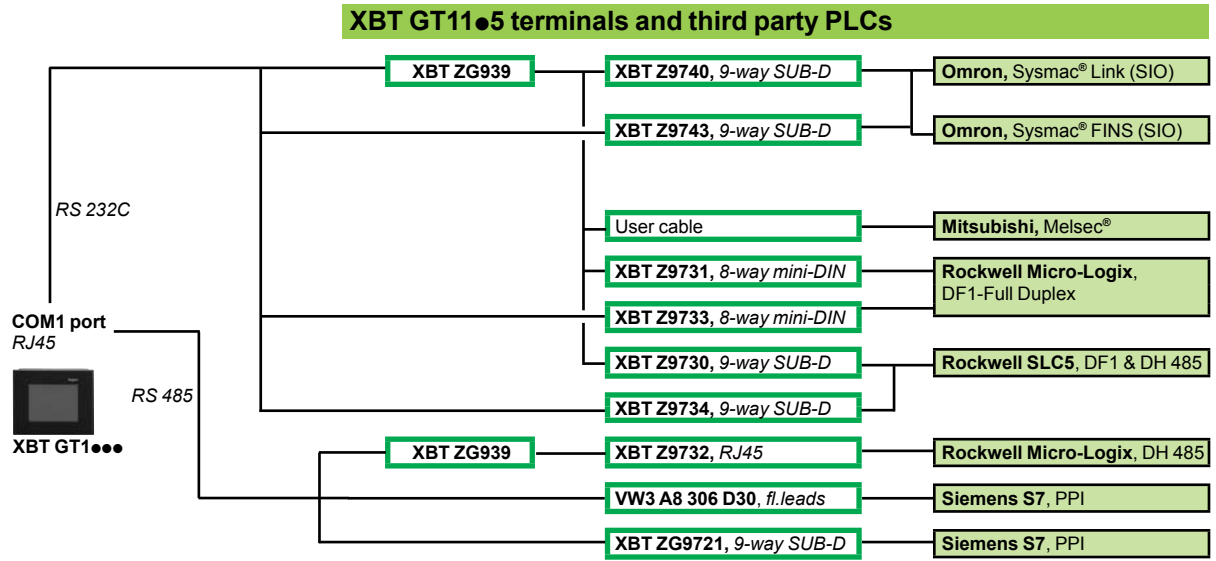 XBT GT11●5 terminals and third party PLCs
XBT ZG939
XBT Z9740, 9-way SUB-D
Omron, Sysmac® Link (SIO)
XBT Z9743, 9-way SUB-D
Omron, Sysmac® FINS (SIO)
RS 232C
User cable
Mitsubishi, Melsec®
XBT Z9731, 8-way mini-DIN
Rockwell Micro-Logix,
DF1-Full Duplex
XBT Z9733, 8-way mini-DIN
COM1 port
RJ45
XBT Z9730, 9-way SUB-D
Rockwell SLC5, DF1 & DH 485
RS 485
XBT Z9734, 9-way SUB-D
XBT GT1●●●
XBT ZG939
XBT Z9732, RJ45
Rockwell Micro-Logix, DH 485
VW3 A8 306 D30, fl.leads
Siemens S7, PPI
XBT ZG9721, 9-way SUB-D
Siemens S7, PPI